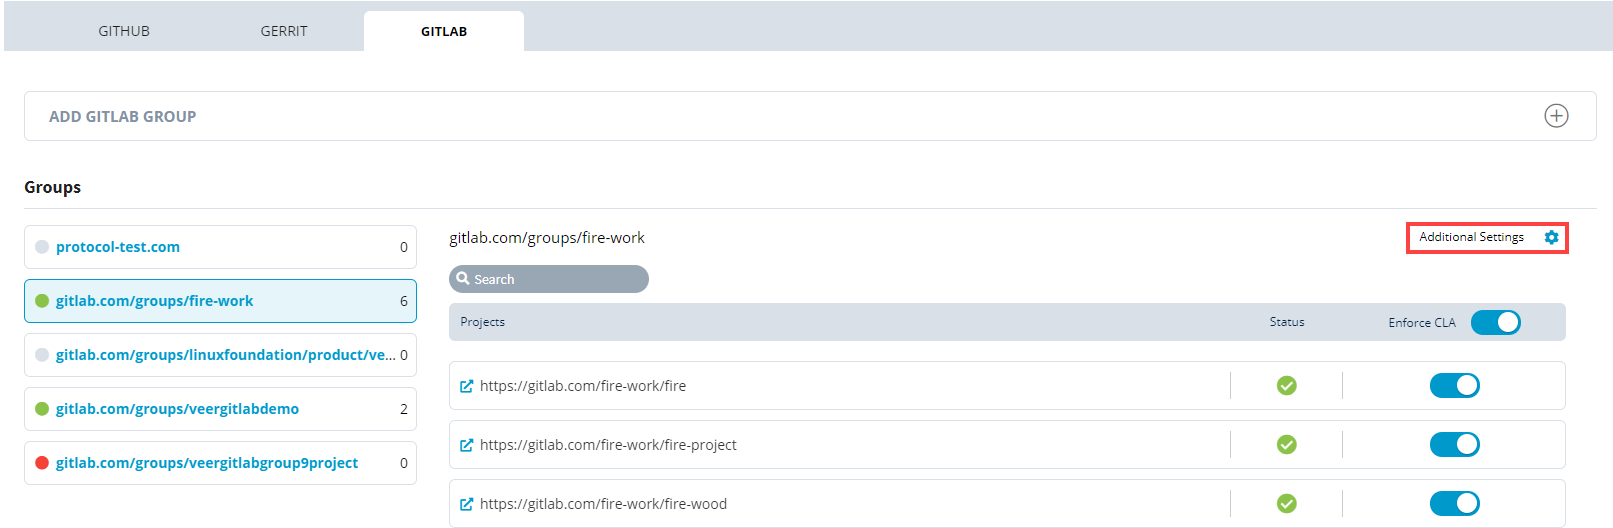 GITHUB GERRIT GITLAB
ADD GITLAB GROUP
Groups
protocol-test.com 0
gitlab.com/groups/fire-work 6
gitlab.com/groups/linuxfoundation/product/ve... 0
gitlab.com/groups/veergitlabdemo 2
gitlab.com/groups/veergitlabgroup9project 0
gitlab.com/groups/fire-work Additional Settings
Search
Projects Status Enforce CLA
https://gitlab.com/fire-work/fire
https://gitlab.com/fire-work/fire-project
https://gitlab.com/fire-work/fire-wood